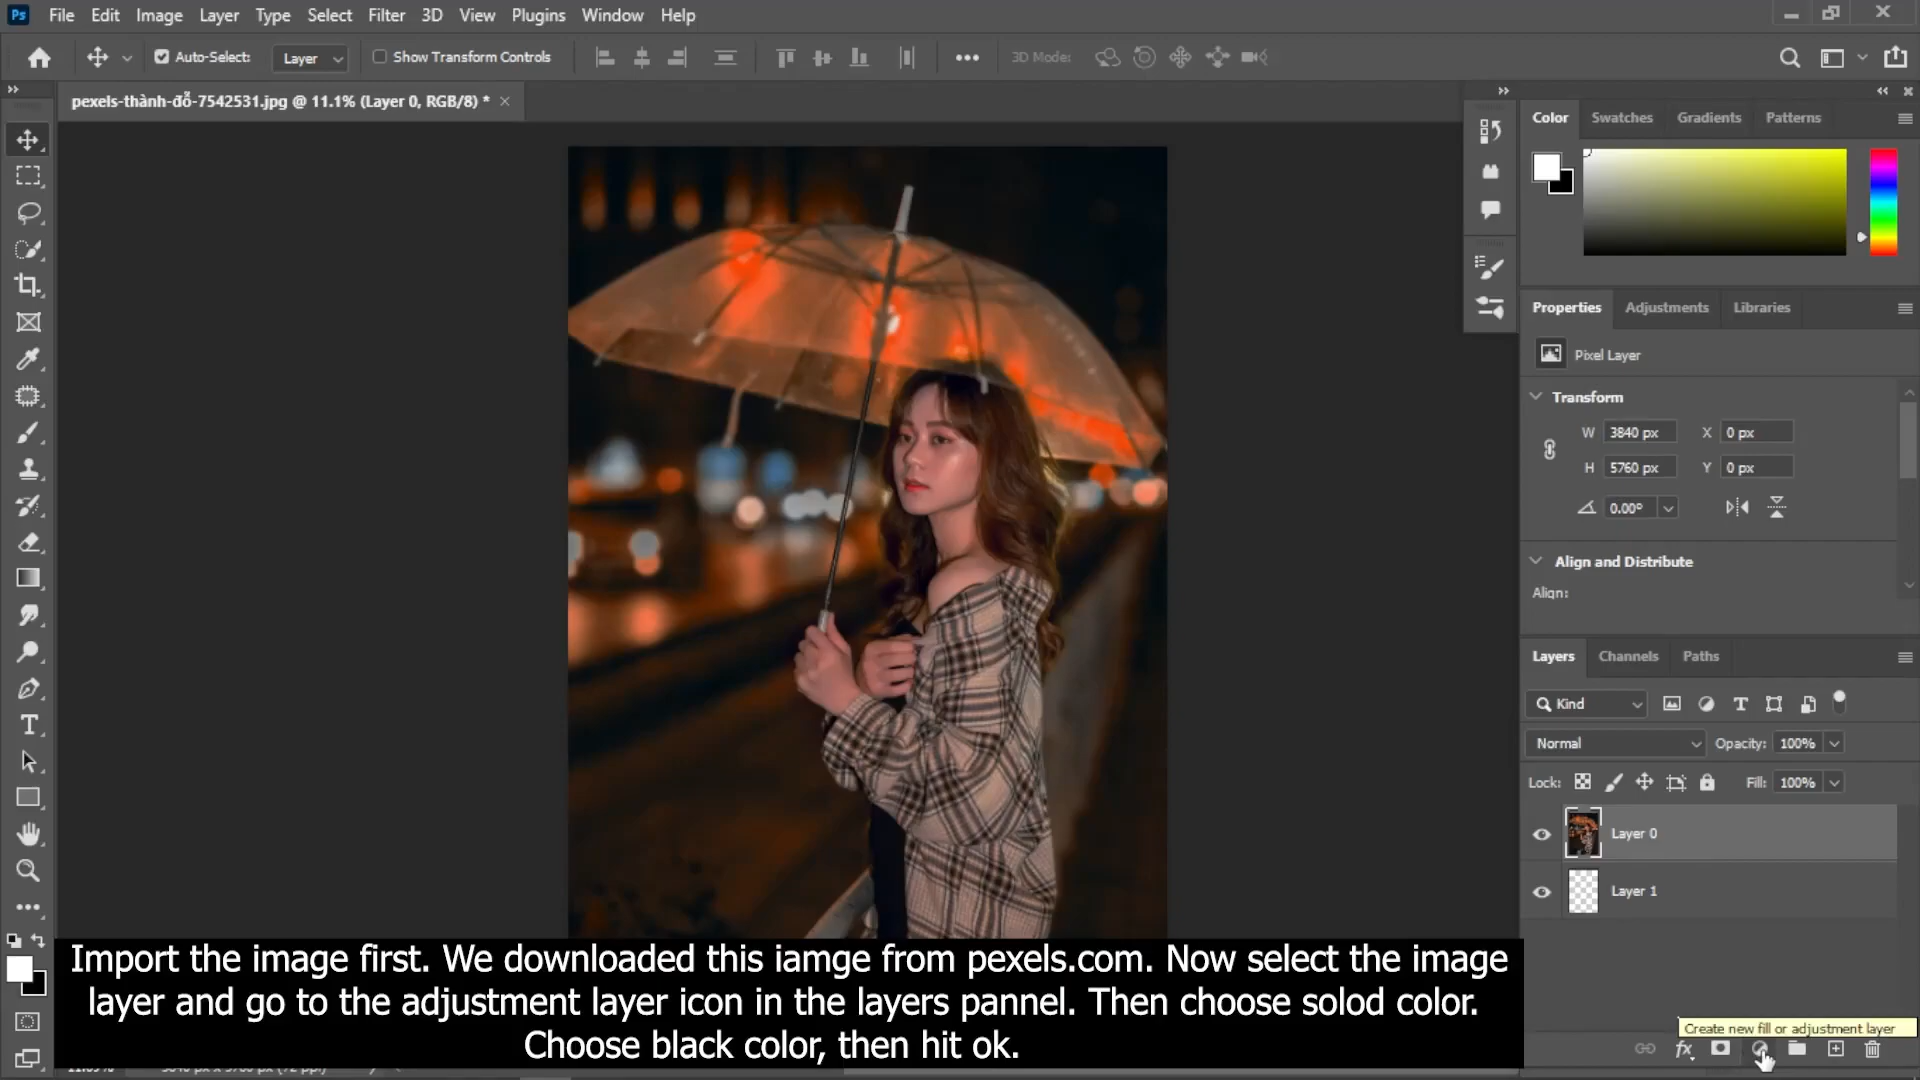 Ps File Edit Image Layer Type Select Filter 3D View Plugins Window Help
Auto-Select: Layer Show Transform Controls 3D Mode:
pexels-thành-đỗ-7542531.jpg @ 11.1% (Layer 0, RGB/8) *
Color Swatches Gradients Patterns
Properties Adjustments Libraries
Pixel Layer
Transform
W 3840 px X 0 px
H 5760 px Y 0 px
0.00°
Align and Distribute
Align:
Layers Channels Paths
Kind
Normal Opacity: 100%
Lock: Fill: 100%
Layer 0
Layer 1
Import the image first. We downloaded this iamge from pexels.com. Now select the image
layer and go to the adjustment layer icon in the layers pannel. Then choose solod color.
Choose black color, then hit ok.
Create new fill or adjustment layer